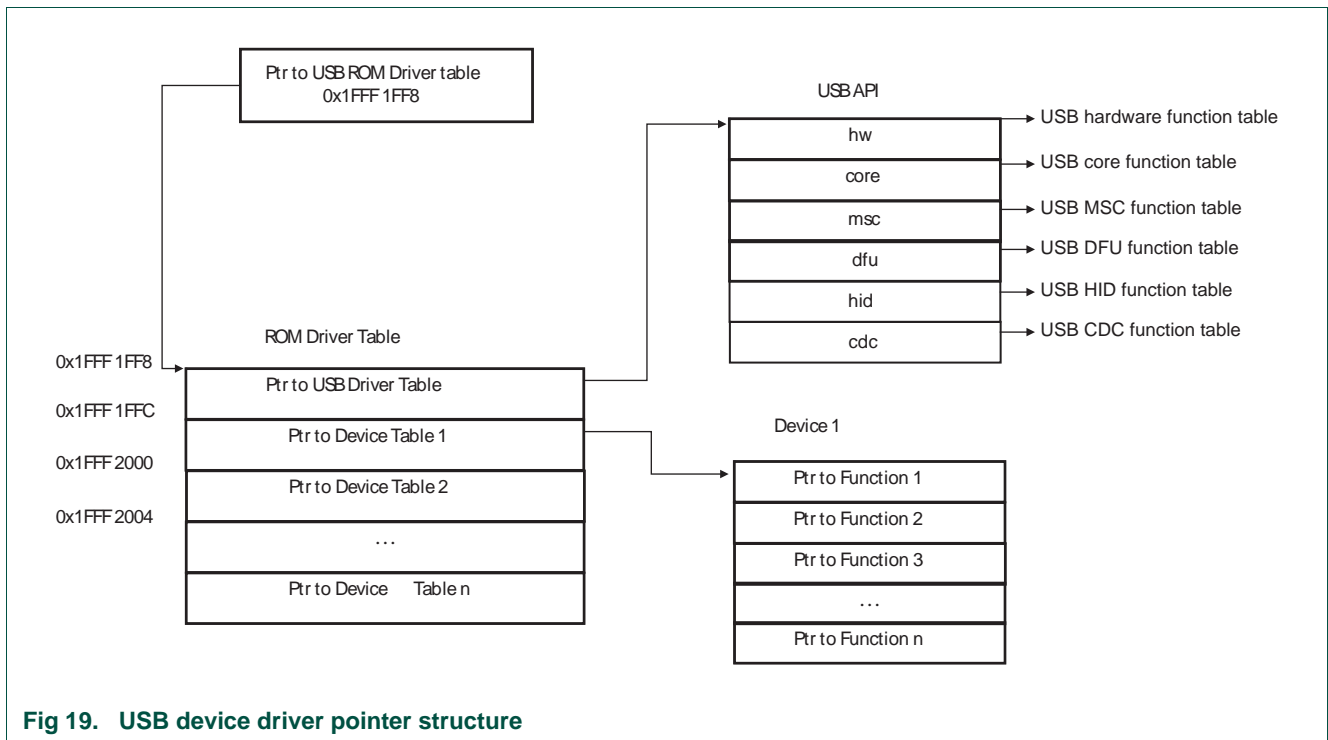 Ptr to USB ROM Driver table
0x1FFF 1FF8
USB API
hw
core
msc
dfu
hid
cdc
USB hardware function table
USB core function table
USB MSC function table
USB DFU function table
USB HID function table
USB CDC function table
ROM Driver Table
0x1FFF 1FF8
0x1FFF 1FFC
0x1FFF 2000
0x1FFF 2004
Ptr to USB Driver Table
Ptr to Device Table 1
Ptr to Device Table 2
...
Ptr to Device Table n
Device 1
Ptr to Function 1
Ptr to Function 2
Ptr to Function 3
...
Ptr to Function n
Fig 19. USB device driver pointer structure